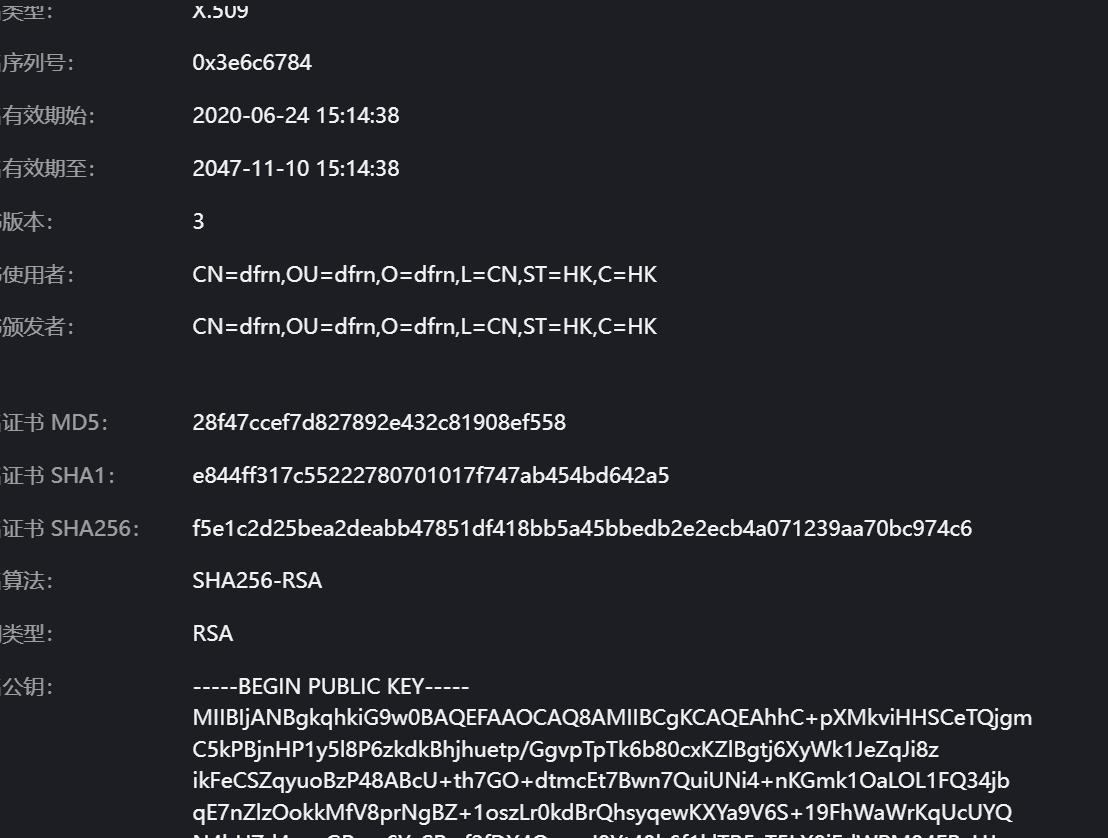 类型： X.509
序列号： 0x3e6c6784
有效期始： 2020-06-24 15:14:38
有效期至： 2047-11-10 15:14:38
版本： 3
使用者： CN=dfrn,OU=dfrn,O=dfrn,L=CN,ST=HK,C=HK
颁发者： CN=dfrn,OU=dfrn,O=dfrn,L=CN,ST=HK,C=HK
证书 MD5： 28f47ccef7d827892e432c81908ef558
证书 SHA1： e844ff317c55222780701017f747ab454bd642a5
证书 SHA256： f5e1c2d25bea2deabb47851df418bb5a45bbedb2e2ecb4a071239aa70bc974c6
算法： SHA256-RSA
类型： RSA
公钥： -----BEGIN PUBLIC KEY-----
MIIBIjANBgkqhkiG9w0BAQEFAAOCAQ8AMIIBCgKCAQEAhhC+pXMkviHHSCeTQjgm
C5kPBjnHP1y5l8P6zkdkBhjhuetp/GgvpTpTk6b80cxKZlBgtj6XyWk1JeZqJi8z
ikFeCSZqyuoBzP48ABcU+th7GO+dtmcEt7Bwn7QuiUNi4+nKGmk1OaLOL1FQ34jb
qE7nZlzOokkMfV8prNgBZ+1oszLr0kdBrQhsyqewKXYa9V6S+19FhWaWrKqUcUYQ